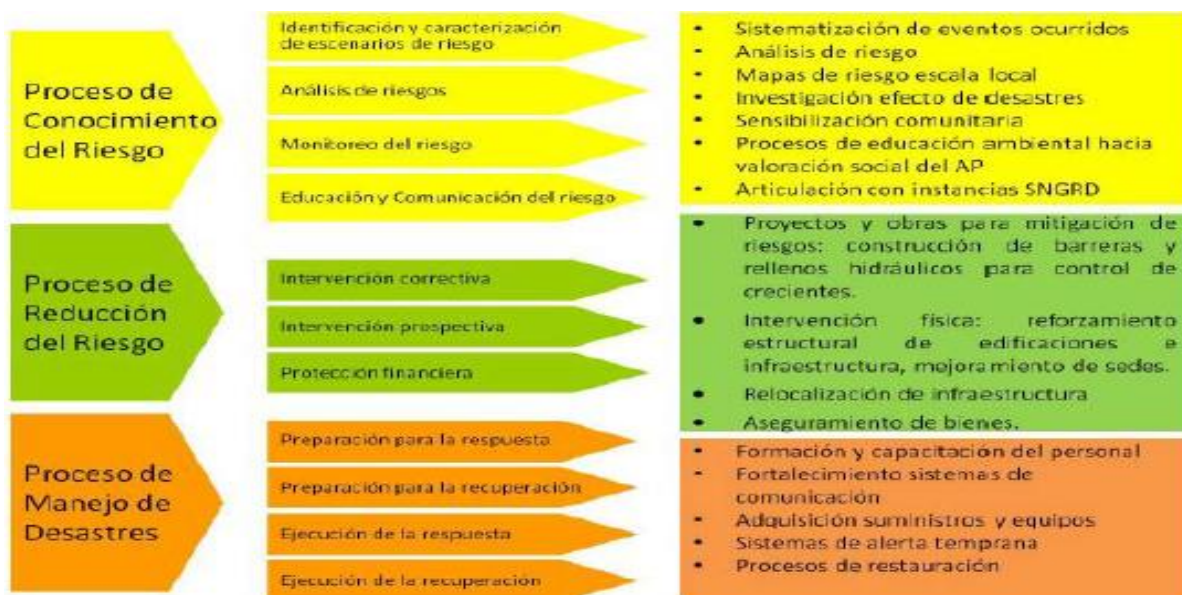 Proceso de
Conocimiento
del Riesgo
Identificación y caracterización
de escenarios de riesgo
Análisis de riesgos
Monitoreo del riesgo
Educación y Comunicación del riesgo
• Sistematización de eventos ocurridos
• Análisis de riesgo
• Mapas de riesgo escala local
• Investigación efecto de desastres
• Sensibilización comunitaria
• Procesos de educación ambiental hacia
valoración social del AP
• Articulación con instancias SNGRD
Proceso de
Reducción
del Riesgo
Intervención correctiva
Intervención prospectiva
Protección financiera
• Proyectos y obras para mitigación de
riesgos: construcción de barreras y
rellenos hidráulicos para control de
crecientes.
• Intervención física: reforzamiento
estructural de edificaciones e
infraestructura, mejoramiento de sedes.
• Relocalización de infraestructura
• Aseguramiento de bienes.
Proceso de
Manejo de
Desastres
Preparación para la respuesta
Preparación para la recuperación
Ejecución de la respuesta
Ejecución de la recuperación
• Formación y capacitación del personal
• Fortalecimiento sistemas de
comunicación
• Adquisición suministros y equipos
• Sistemas de alerta temprana
• Procesos de restauración